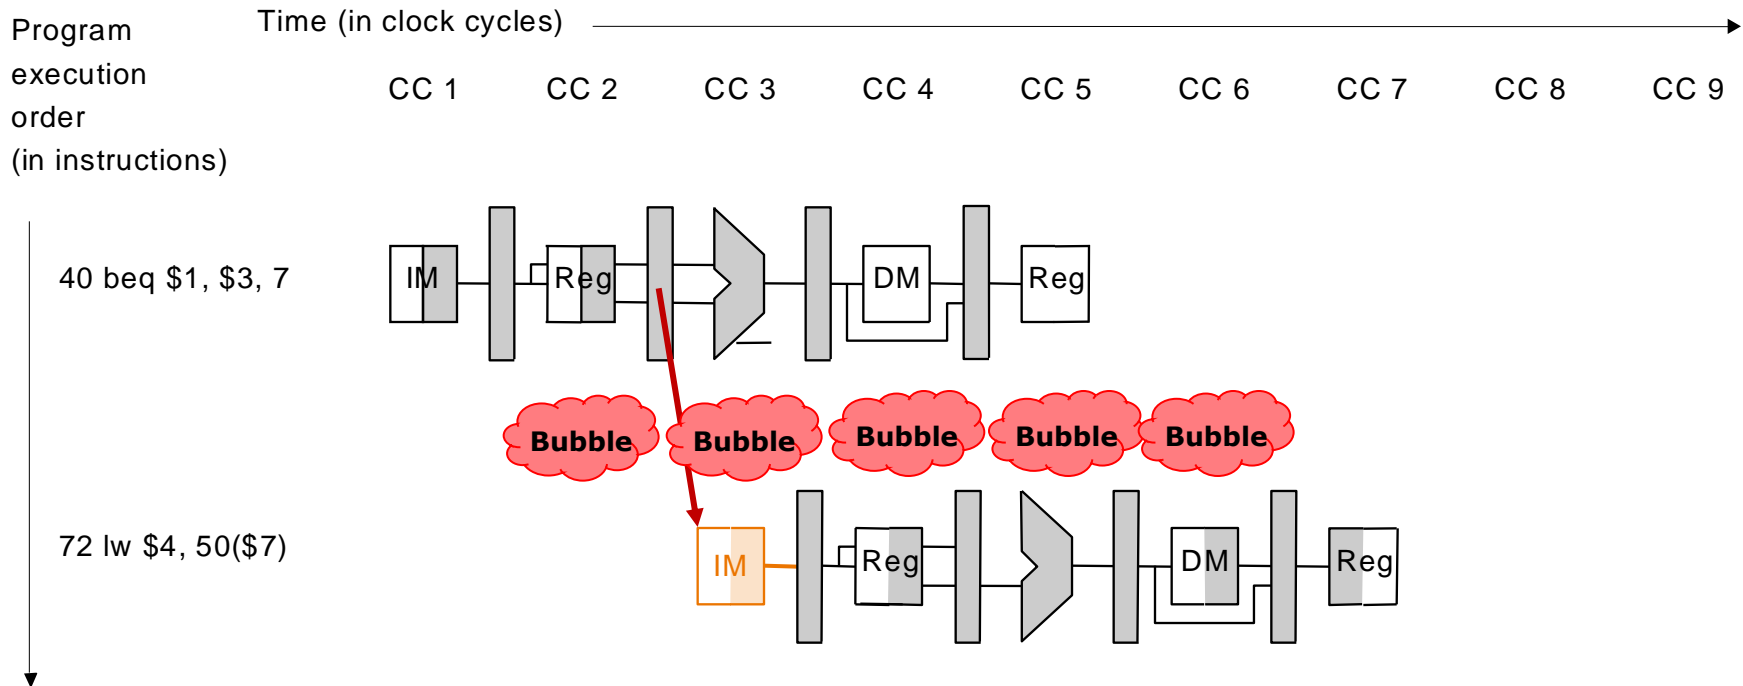 Program
execution
order
(in instructions)
Time (in clock cycles)
CC 1 CC 2 CC 3 CC 4 CC 5 CC 6 CC 7 CC 8 CC 9
40 beq $1, $3, 7
IM Reg DM Reg
Bubble Bubble Bubble Bubble Bubble
72 lw $4, 50($7)
IM Reg DM Reg